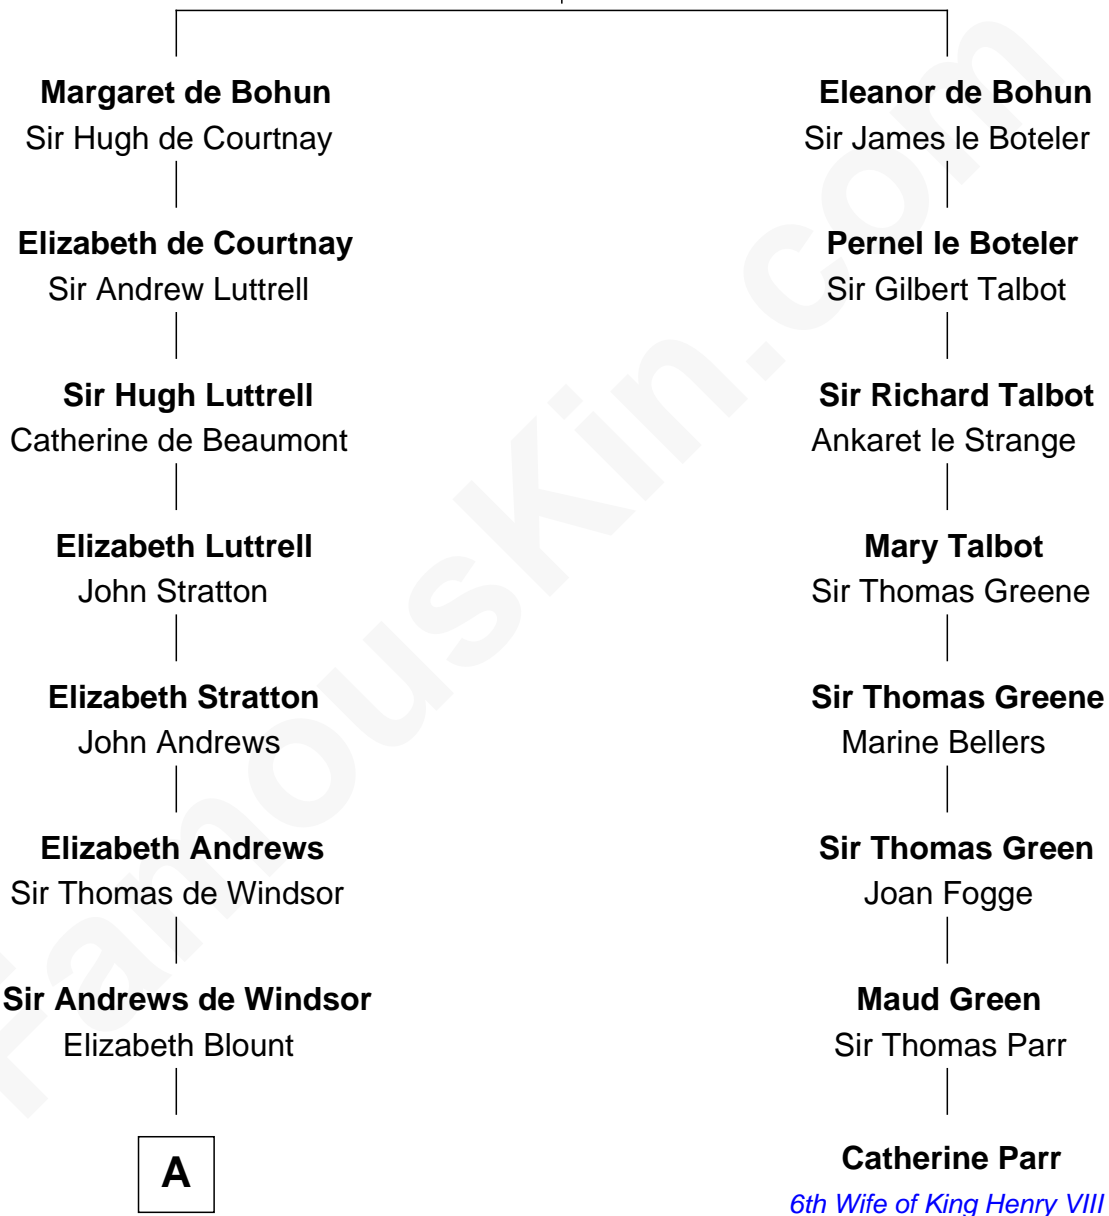 Margaret de Bohun
Sir Hugh de Courtnay
Elizabeth de Courtnay
Sir Andrew Luttrell
Sir Hugh Luttrell
Catherine de Beaumont
Elizabeth Luttrell
John Stratton
Elizabeth Stratton
John Andrews
Elizabeth Andrews
Sir Thomas de Windsor
Sir Andrews de Windsor
Elizabeth Blount
A
Eleanor de Bohun
Sir James le Boteler
Pernel le Boteler
Sir Gilbert Talbot
Sir Richard Talbot
Ankaret le Strange
Mary Talbot
Sir Thomas Greene
Sir Thomas Greene
Marine Bellers
Sir Thomas Green
Joan Fogge
Maud Green
Sir Thomas Parr
Catherine Parr
6th Wife of King Henry VIII
FamousKin.com